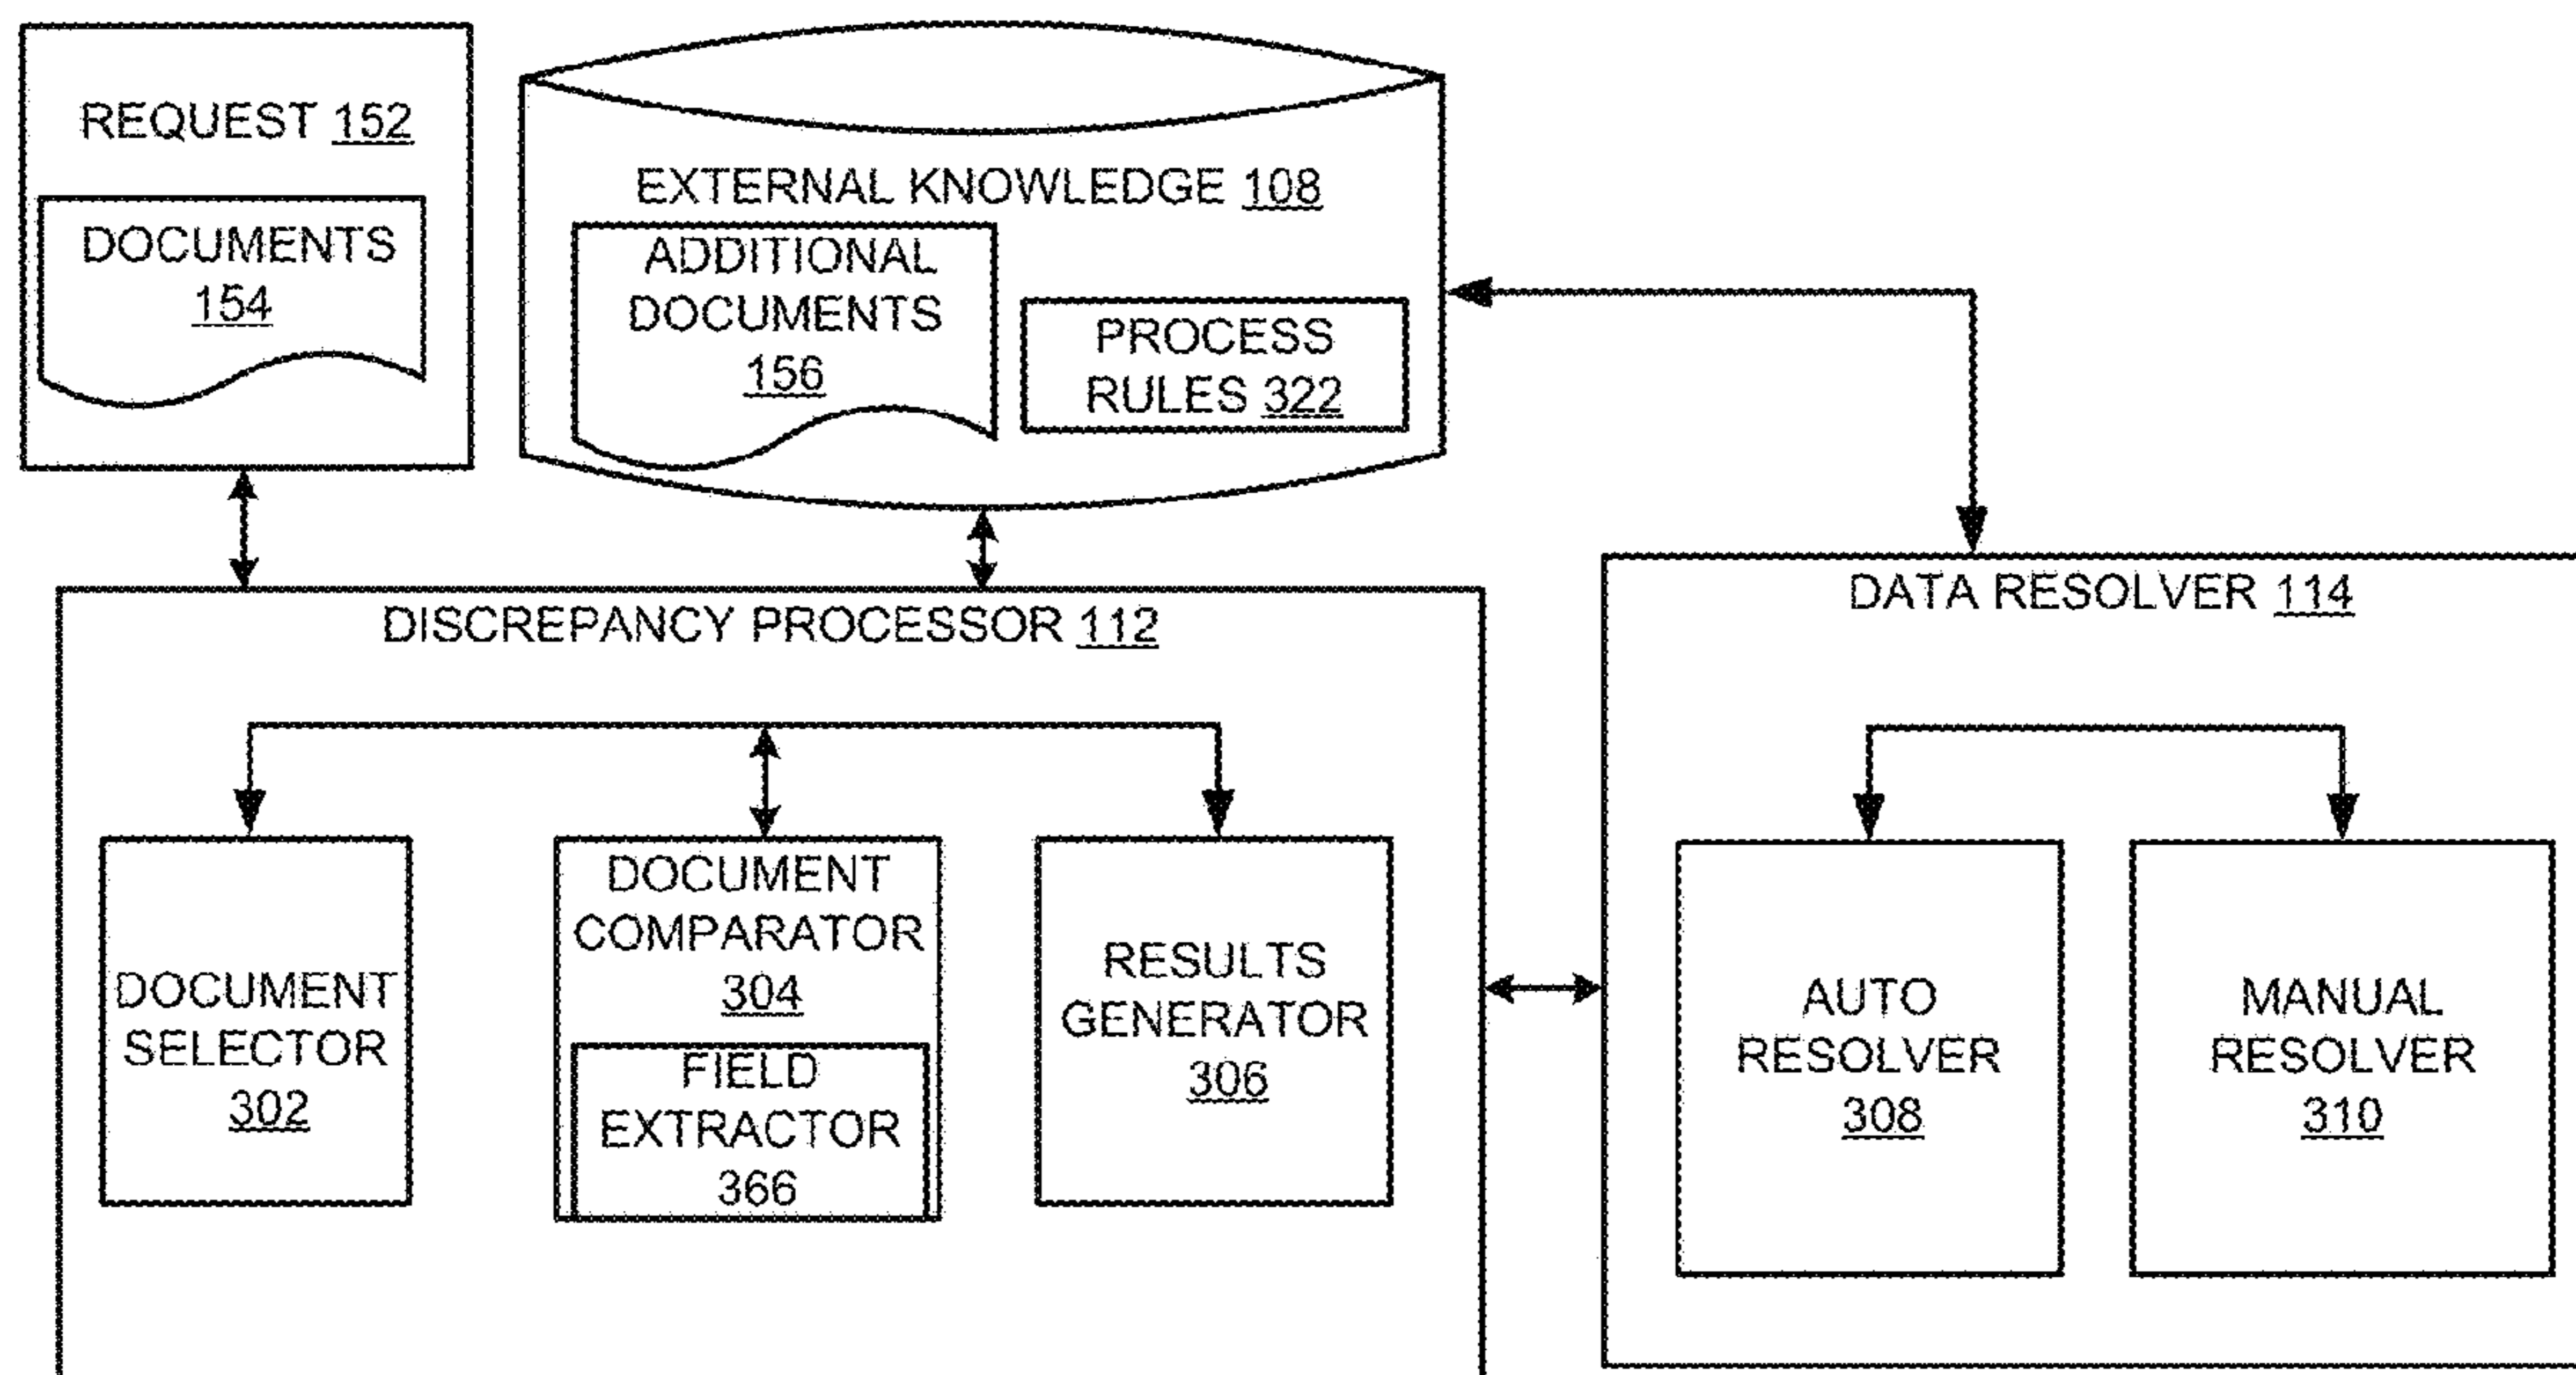 REQUEST 152
DOCUMENTS
154
EXTERNAL KNOWLEDGE 108
ADDITIONAL
DOCUMENTS
156
PROCESS
RULES 322
DISCREPANCY PROCESSOR 112
DOCUMENT
SELECTOR
302
DOCUMENT
COMPARATOR
304
FIELD
EXTRACTOR
366
RESULTS
GENERATOR
306
DATA RESOLVER 114
AUTO
RESOLVER
308
MANUAL
RESOLVER
310